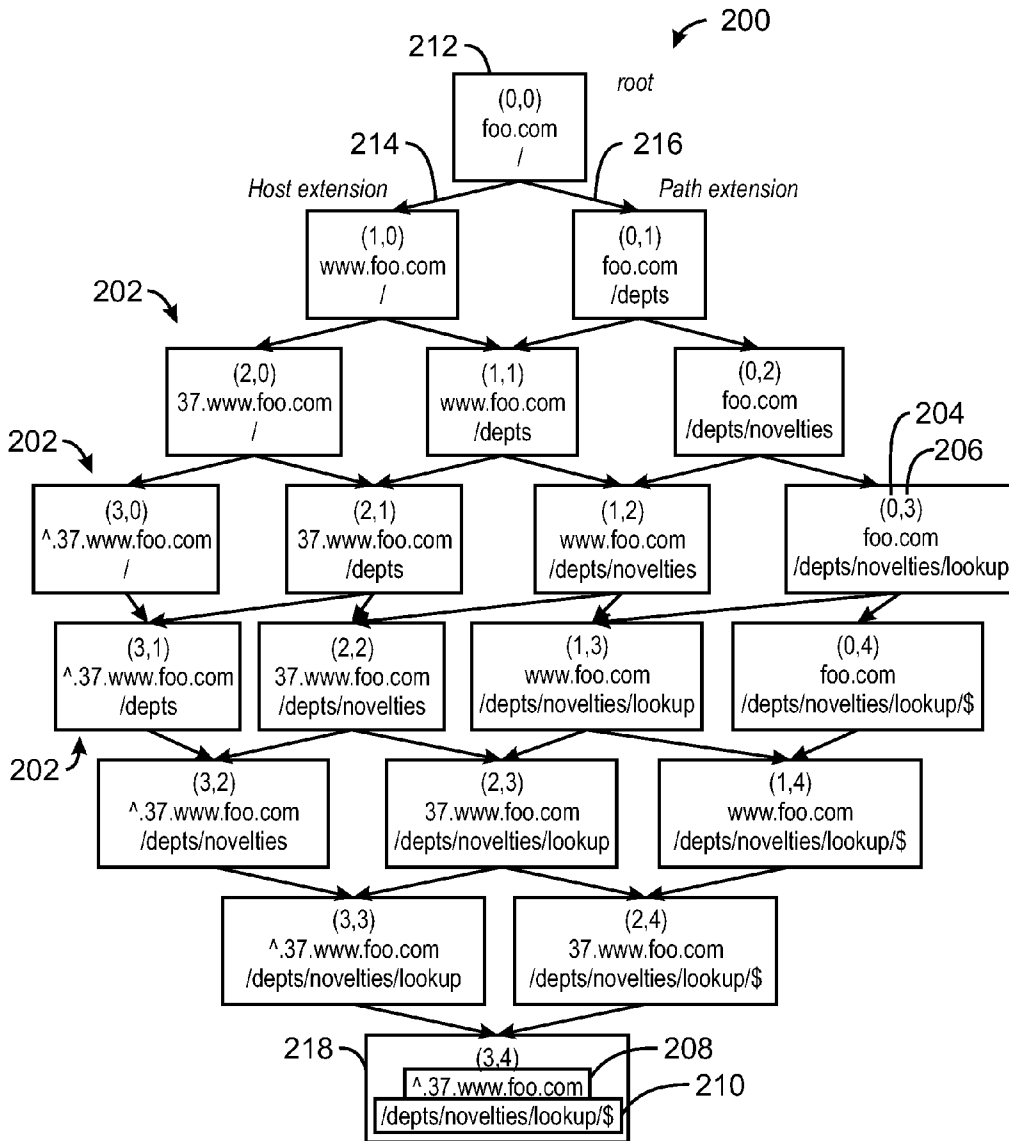 200
212
root
(0,0)
foo.com
/
214
216
Host extension
Path extension
(1,0)
www.foo.com
/
(0,1)
foo.com
/depts
202
(2,0)
37.www.foo.com
/
(1,1)
www.foo.com
/depts
(0,2)
foo.com
/depts/novelties
204
206
202
(3,0)
^.37.www.foo.com
/
(2,1)
37.www.foo.com
/depts
(1,2)
www.foo.com
/depts/novelties
(0,3)
foo.com
/depts/novelties/lookup
(3,1)
^.37.www.foo.com
/depts
(2,2)
37.www.foo.com
/depts/novelties
(1,3)
www.foo.com
/depts/novelties/lookup
(0,4)
foo.com
/depts/novelties/lookup/$
202
(3,2)
^.37.www.foo.com
/depts/novelties
(2,3)
37.www.foo.com
/depts/novelties/lookup
(1,4)
www.foo.com
/depts/novelties/lookup/$
(3,3)
^.37.www.foo.com
/depts/novelties/lookup
(2,4)
37.www.foo.com
/depts/novelties/lookup/$
218
(3,4)
208
^.37.www.foo.com
210
/depts/novelties/lookup/$